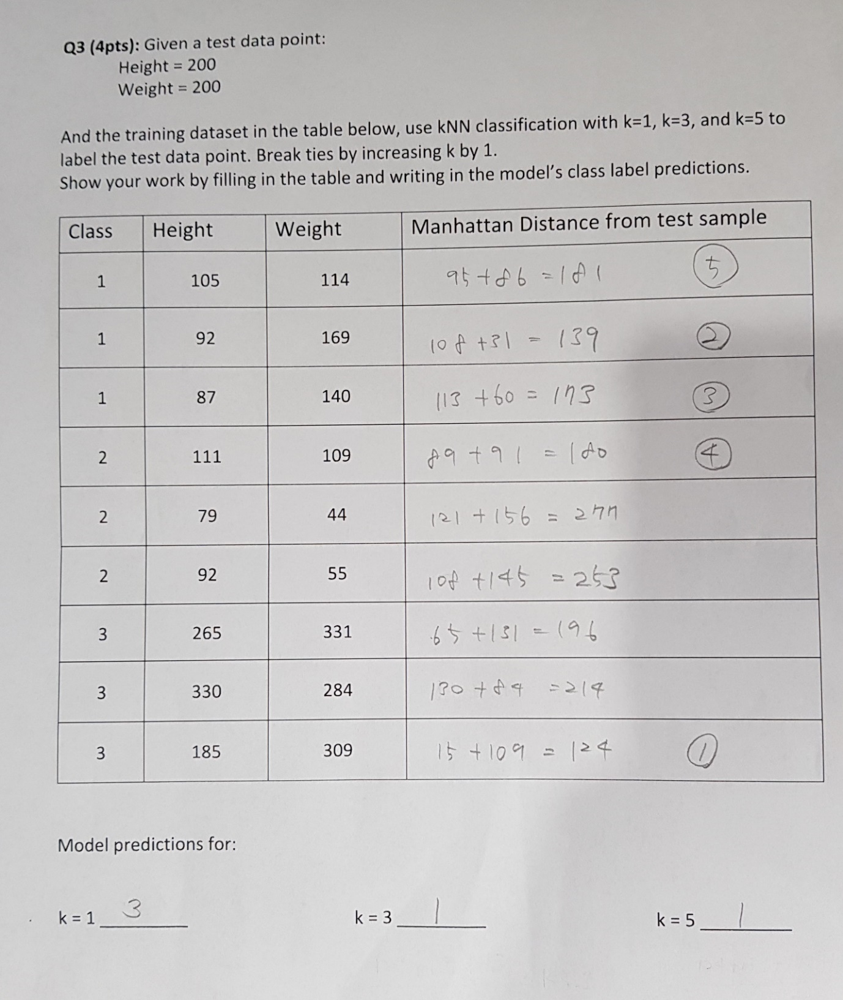 Q3 (4pts): Given a test data point:
Height = 200
Weight = 200
And the training dataset in the table below, use kNN classification with k=1, k=3, and k=5 to
label the test data point. Break ties by increasing k by 1.
Show your work by filling in the table and writing in the model's class label predictions.
Class Height Weight Manhattan Distance from test sample
1 105 114 95+86 = 181 5
1 92 169 108+31 = 139 2
1 87 140 113+60 = 173 3
2 111 109 89+91 = 180 4
2 79 44 121+156 = 277
2 92 55 108+145 = 253
3 265 331 65+131 = 196
3 330 284 130+84 = 214
3 185 309 15+109 = 124 1
Model predictions for:
k = 1 3 k = 3 1 k = 5 1